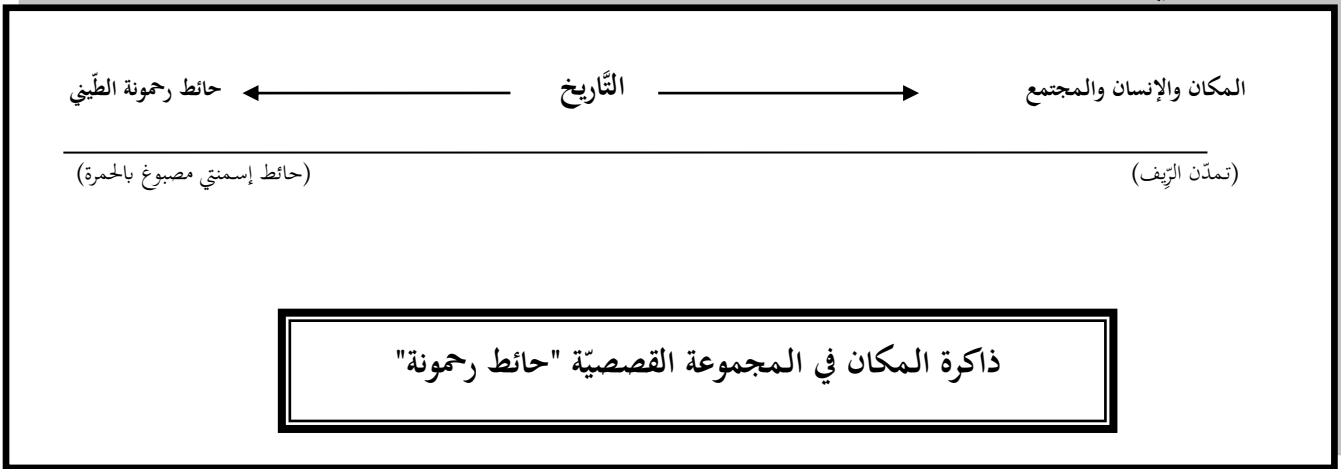 المكان والإنسان والمجتمع التَّاريخ حائط رحمونة الطّيني
(تمدّن الرِّيف) (حائط إسمنتي مصبوغ بالحمرة)
ذاكرة المكان في المجموعة القصصيّة "حائط رحمونة"